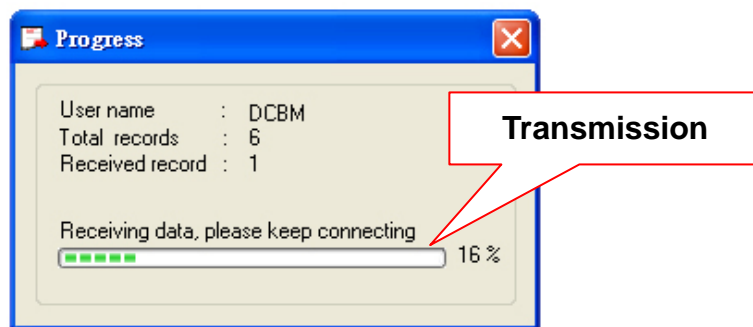 Progress
User name : DCBM
Total records : 6
Received record : 1
Transmission
Receiving data, please keep connecting
16 %